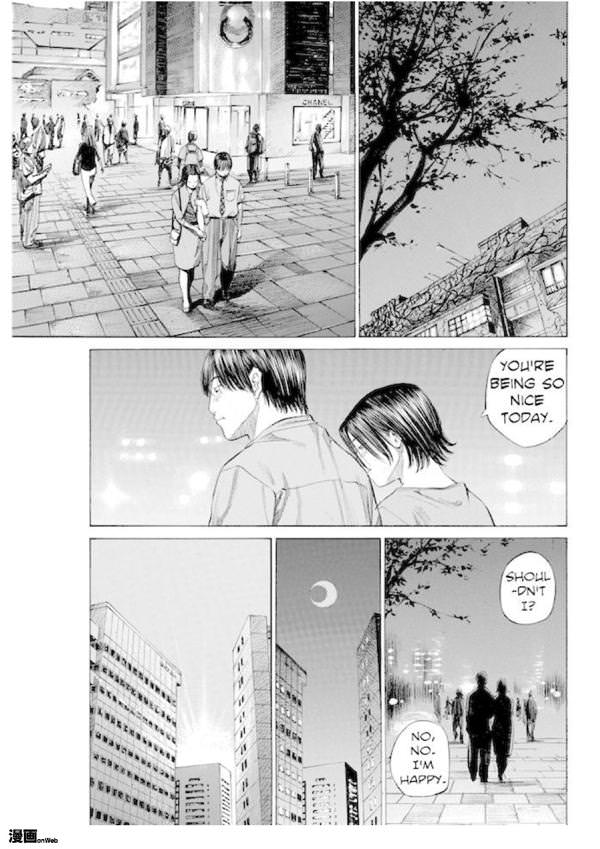 CHANEL
YOU'RE
BEING SO
NICE
TODAY.
SHOUL
-DN'T
I?
NO,
NO.
I'M
HAPPY.
漫画onWeb